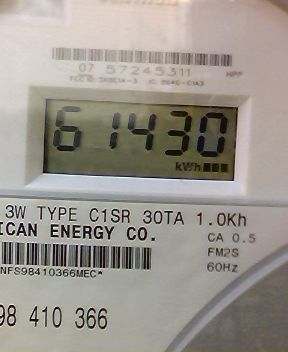 07 57245311 HPP
61430
kWh
3W TYPE C1SR 30TA 1.0Kh
ICAN ENERGY CO.
CA 0.5
FM2S
NFS98410366MEC*
60Hz
98 410 366